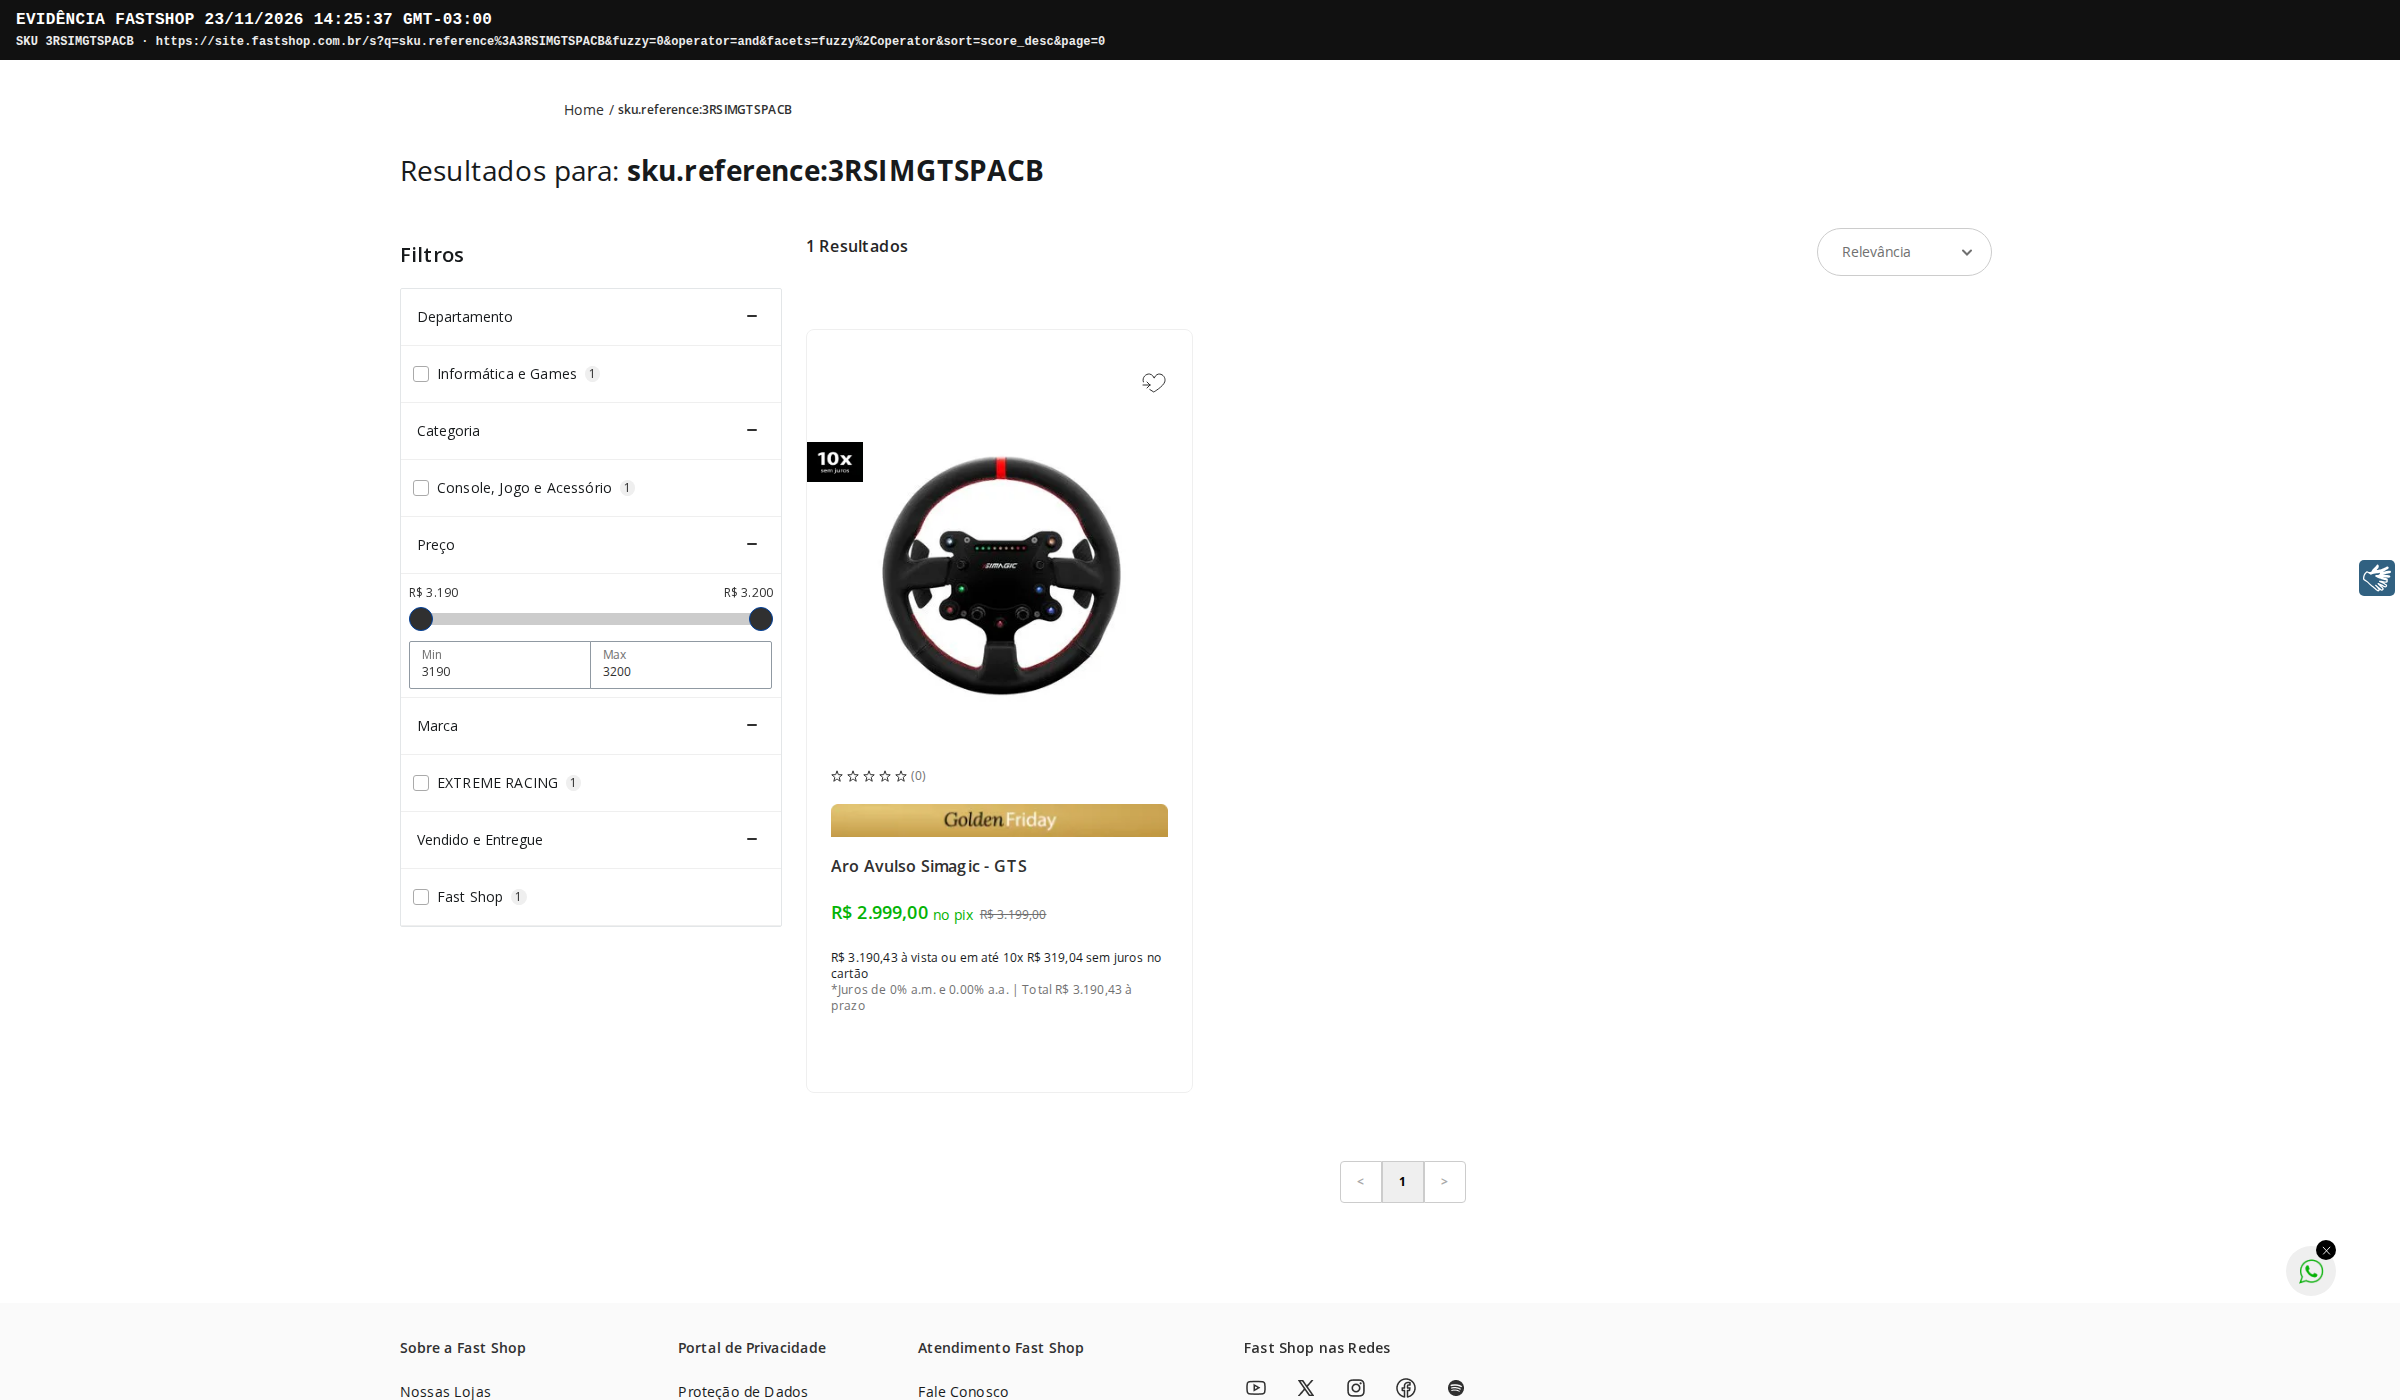 EVIDÊNCIA FASTSHOP 23/11/2026 14:25:37 GMT-03:00
SKU 3RSIMGTSPACB · https://site.fastshop.com.br/s?q=sku.reference%3A3RSIMGTSPACB&fuzzy=0&operator=and&facets=fuzzy%2Coperator&sort=score_desc&page=0
Home / sku.reference:3RSIMGTSPACB
Resultados para: sku.reference:3RSIMGTSPACB
Filtros
Departamento
Informática e Games 1
Categoria
Console, Jogo e Acessório 1
Preço
R$ 3.190 R$ 3.200
Min Max
3190 3200
Marca
EXTREME RACING 1
Vendido e Entregue
Fast Shop 1
1 Resultados
Relevância
10x
sem juros
SIMAGIC
(0)
Golden Friday
Aro Avulso Simagic - GTS
R$ 2.999,00 no pix R$ 3.199,00
R$ 3.190,43 à vista ou em até 10x R$ 319,04 sem juros no
cartão
*Juros de 0% a.m. e 0.00% a.a. | Total R$ 3.190,43 à
prazo
< 1 >
Sobre a Fast Shop
Nossas Lojas
Portal de Privacidade
Proteção de Dados
Atendimento Fast Shop
Fale Conosco
Fast Shop nas Redes